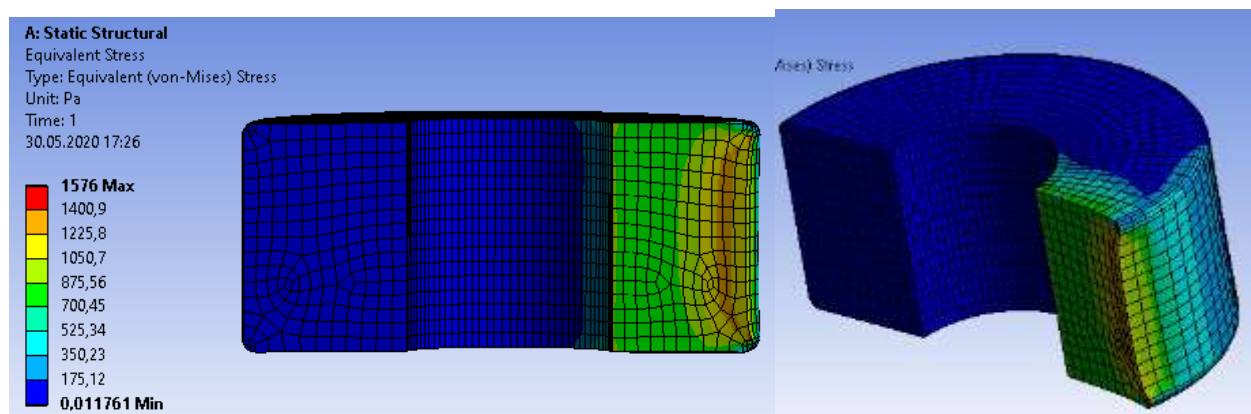 A: Static Structural
Equivalent Stress
Type: Equivalent (von-Mises) Stress
Unit: Pa
Time: 1
30.05.2020 17:26
1576 Max
1400,9
1225,8
1050,7
875,56
700,45
525,34
350,23
175,12
0,011761 Min
Stress